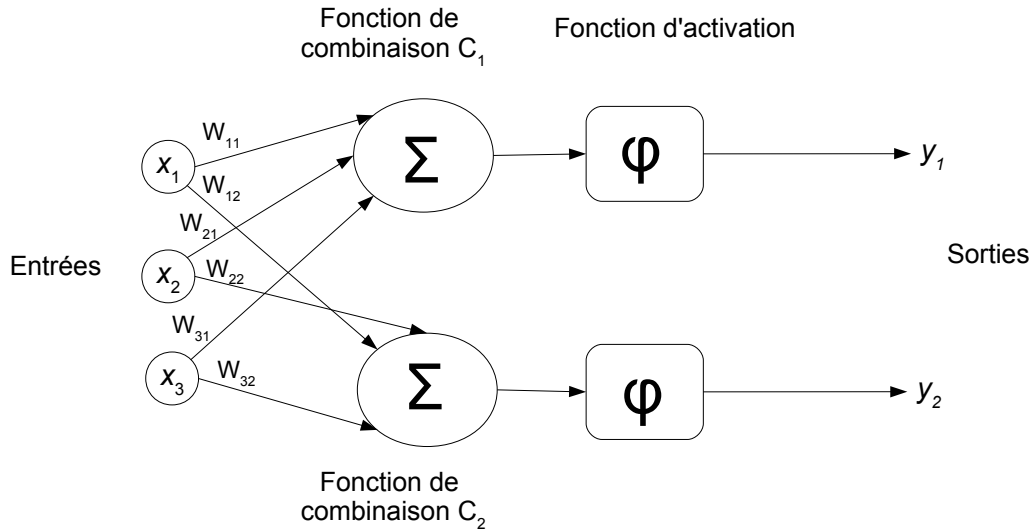 Fonction de
combinaison C₁
Fonction d'activation
W₁₁
x₁
Σ
φ
y₁
W₁₂
W₂₁
Entrées
x₂
W₂₂
Sorties
W₃₁
x₃
W₃₂
Σ
φ
y₂
Fonction de
combinaison C₂